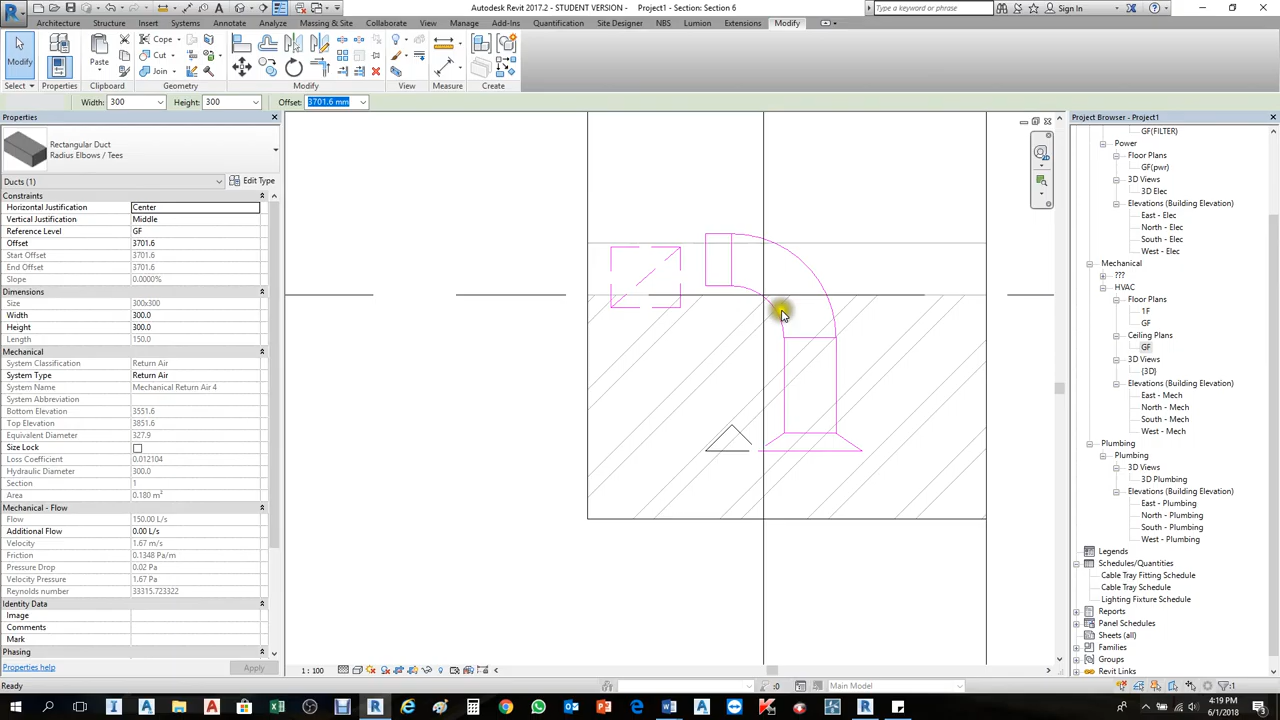 Autodesk Revit 2017.2 - STUDENT VERSION - Project1 - Section: Section 6
Type a keyword or phrase
Sign In
Architecture Structure Insert Systems Annotate Analyze Massing & Site Collaborate View Manage Add-Ins Quantification Site Designer NBS Lumion Extensions Modify
Modify
Paste
Cope
Cut
Join
Select Properties Clipboard Geometry Modify View Measure Create
Width: 300 Height: 300 Offset: 3701.6 mm
Properties
Rectangular Duct
Radius Elbows / Tees
Ducts (1)
Edit Type
Constraints
Horizontal Justification Center
Vertical Justification Middle
Reference Level GF
Offset 3701.6
Start Offset 3701.6
End Offset 3701.6
Slope 0.0000%
Dimensions
Size 300x300
Width 300.0
Height 300.0
Length 150.0
Mechanical
System Classification Return Air
System Type Return Air
System Name Mechanical Return Air 4
System Abbreviation
Bottom Elevation 3551.6
Top Elevation 3851.6
Equivalent Diameter 327.9
Size Lock
Loss Coefficient 0.012104
Hydraulic Diameter 300.0
Section 1
Area 0.180 m²
Mechanical - Flow
Flow 150.00 L/s
Additional Flow 0.00 L/s
Velocity 1.67 m/s
Friction 0.1348 Pa/m
Pressure Drop 0.02 Pa
Velocity Pressure 1.67 Pa
Reynolds number 33315.723322
Identity Data
Image
Comments
Mark
Phasing
Properties help
Apply
1 : 100
Project Browser - Project1
GF(FILTER)
Power
Floor Plans
GF(pwr)
3D Views
3D Elec
Elevations (Building Elevation)
East - Elec
North - Elec
South - Elec
West - Elec
Mechanical
???
HVAC
Floor Plans
1F
GF
Ceiling Plans
GF
3D Views
{3D}
Elevations (Building Elevation)
East - Mech
North - Mech
South - Mech
West - Mech
Plumbing
Plumbing
3D Views
3D Plumbing
Elevations (Building Elevation)
East - Plumbing
North - Plumbing
South - Plumbing
West - Plumbing
Legends
Schedules/Quantities
Cable Tray Fitting Schedule
Cable Tray Schedule
Lighting Fixture Schedule
Reports
Panel Schedules
Sheets (all)
Families
Groups
Revit Links
Ready
:0
Main Model
:1
4:19 PM
6/1/2018